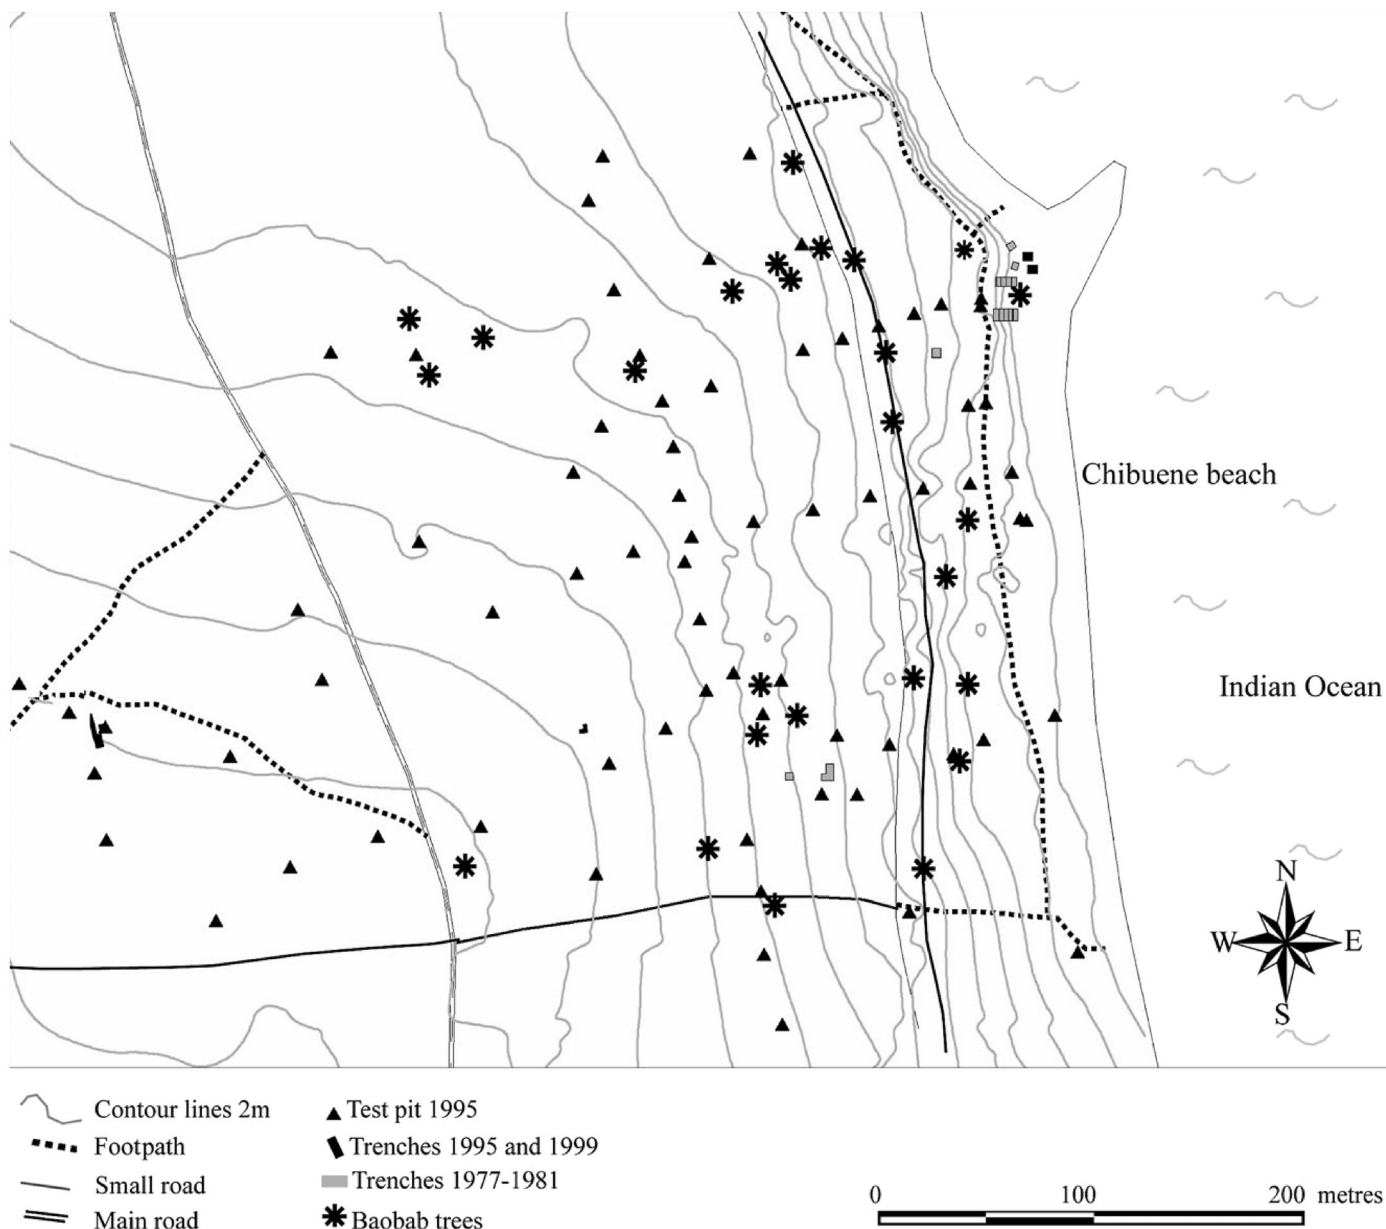 Chibuene beach
Indian Ocean
N
W E
S
Contour lines 2m
Footpath
Small road
Main road
Test pit 1995
Trenches 1995 and 1999
Trenches 1977-1981
Baobab trees
0 100 200 metres